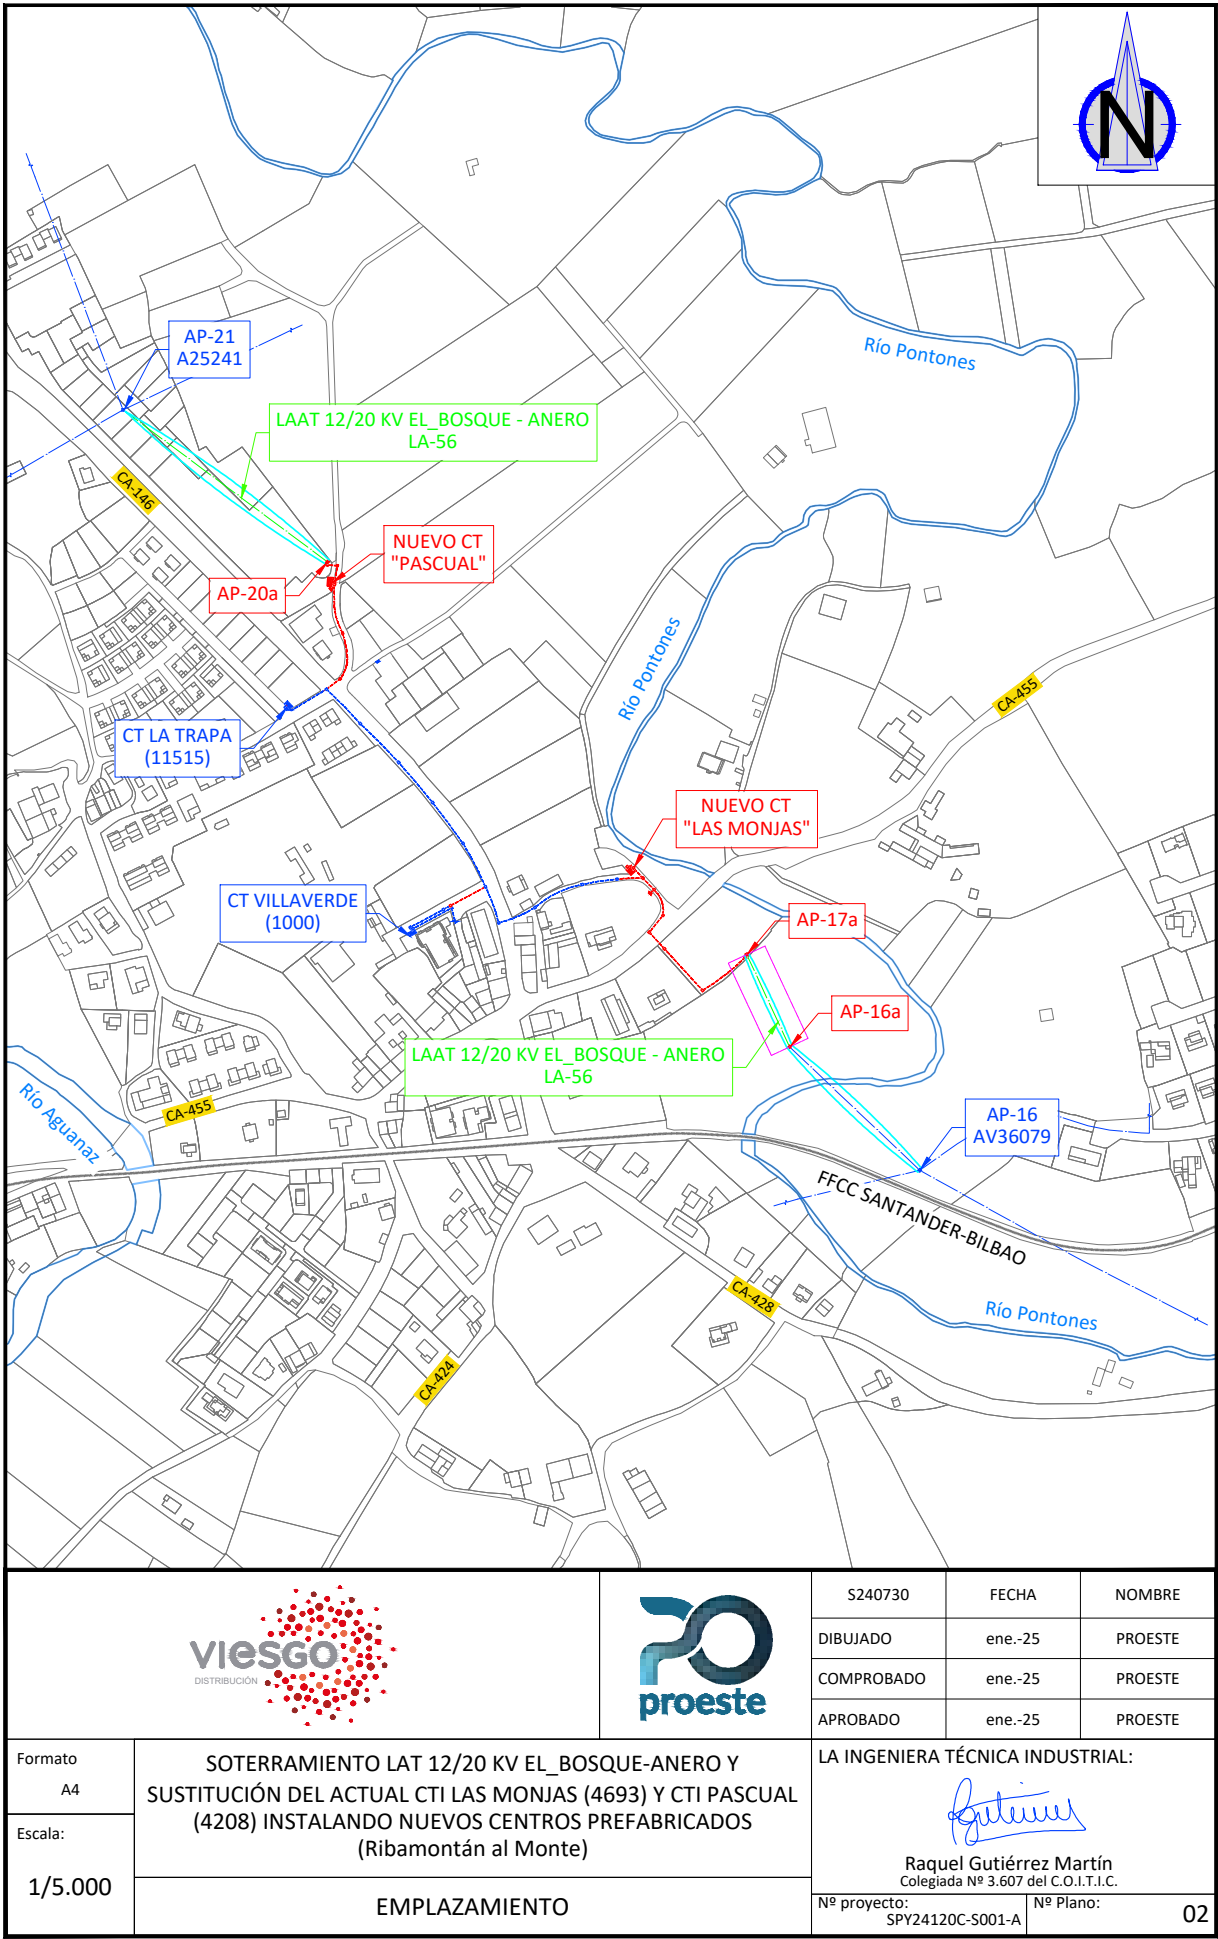 N
AP-21
A25241
Río Pontones
LAAT 12/20 KV EL_BOSQUE - ANERO
LA-56
CA-146
NUEVO CT
"PASCUAL"
AP-20a
Río Pontones
CA-455
CT LA TRAPA
(11515)
NUEVO CT
"LAS MONJAS"
CT VILLAVERDE
(1000)
AP-17a
AP-16a
LAAT 12/20 KV EL_BOSQUE - ANERO
LA-56
Río Aguanaz
CA-455
AP-16
AV36079
FFCC SANTANDER-BILBAO
CA-428
Río Pontones
CA-424
VIESGO
DISTRIBUCIÓN
proeste
S240730
FECHA
NOMBRE
DIBUJADO
ene.-25
PROESTE
COMPROBADO
ene.-25
PROESTE
APROBADO
ene.-25
PROESTE
Formato
A4
Escala:
1/5.000
SOTERRAMIENTO LAT 12/20 KV EL_BOSQUE-ANERO Y
SUSTITUCIÓN DEL ACTUAL CTI LAS MONJAS (4693) Y CTI PASCUAL
(4208) INSTALANDO NUEVOS CENTROS PREFABRICADOS
(Ribamontán al Monte)
EMPLAZAMIENTO
LA INGENIERA TÉCNICA INDUSTRIAL:
Raquel Gutiérrez Martín
Colegiada Nº 3.607 del C.O.I.T.I.C.
Nº proyecto:
SPY24120C-S001-A
Nº Plano:
02